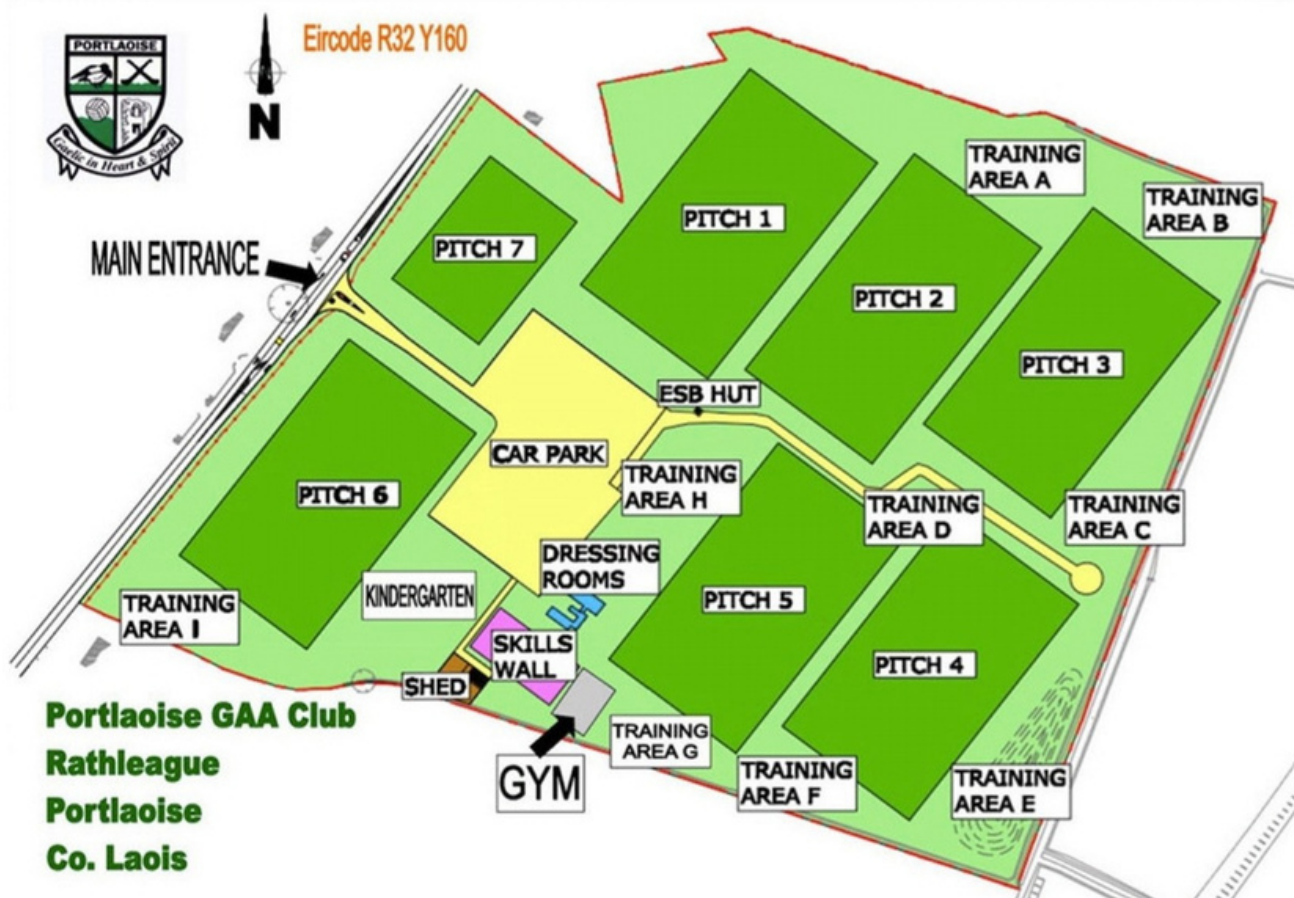 PORTLAOISE
Gaelic in Heart & Spirit
Eircode R32 Y160
N
MAIN ENTRANCE
PITCH 7
PITCH 1
TRAINING
AREA A
TRAINING
AREA B
PITCH 2
PITCH 3
ESB HUT
CAR PARK
PITCH 6
TRAINING
AREA H
TRAINING
AREA D
TRAINING
AREA C
DRESSING
ROOMS
KINDERGARTEN
PITCH 5
TRAINING
AREA I
SKILLS
WALL
PITCH 4
SHED
TRAINING
AREA G
GYM
TRAINING
AREA F
TRAINING
AREA E
Portlaoise GAA Club
Rathleague
Portlaoise
Co. Laois